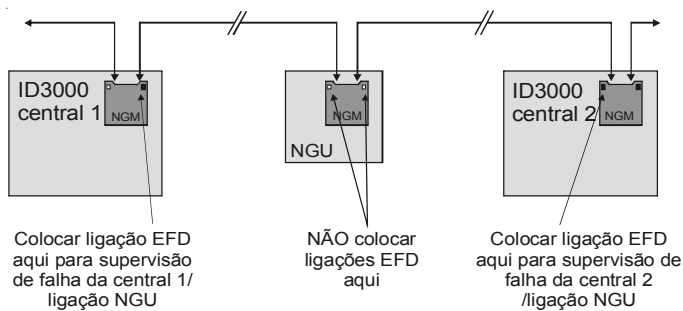 ID3000
central 1
NGM
NGM
NGU
ID3000
central 2
NGM
Colocar ligação EFD
aqui para supervisão
de falha da central 1/
ligação NGU
NÃO colocar
ligações EFD
aqui
Colocar ligação EFD
aqui para supervisão de
falha da central 2
/ligação NGU